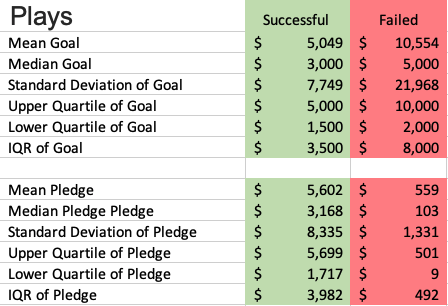 Plays Successful Failed
Mean Goal $ 5,049 $ 10,554
Median Goal $ 3,000 $ 5,000
Standard Deviation of Goal $ 7,749 $ 21,968
Upper Quartile of Goal $ 5,000 $ 10,000
Lower Quartile of Goal $ 1,500 $ 2,000
IQR of Goal $ 3,500 $ 8,000
Mean Pledge $ 5,602 $ 559
Median Pledge Pledge $ 3,168 $ 103
Standard Deviation of Pledge $ 8,335 $ 1,331
Upper Quartile of Pledge $ 5,699 $ 501
Lower Quartile of Pledge $ 1,717 $ 9
IQR of Pledge $ 3,982 $ 492